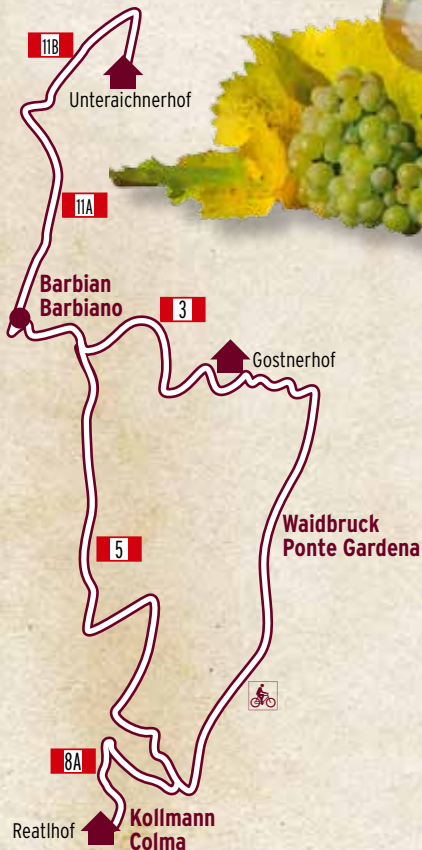 11B
Unteraichnerhof
11A
Barbian
Barbiano
3
Gostnerhof
Waidbruck
Ponte Gardena
5
8A
Reatlhof
Kollmann
Colma